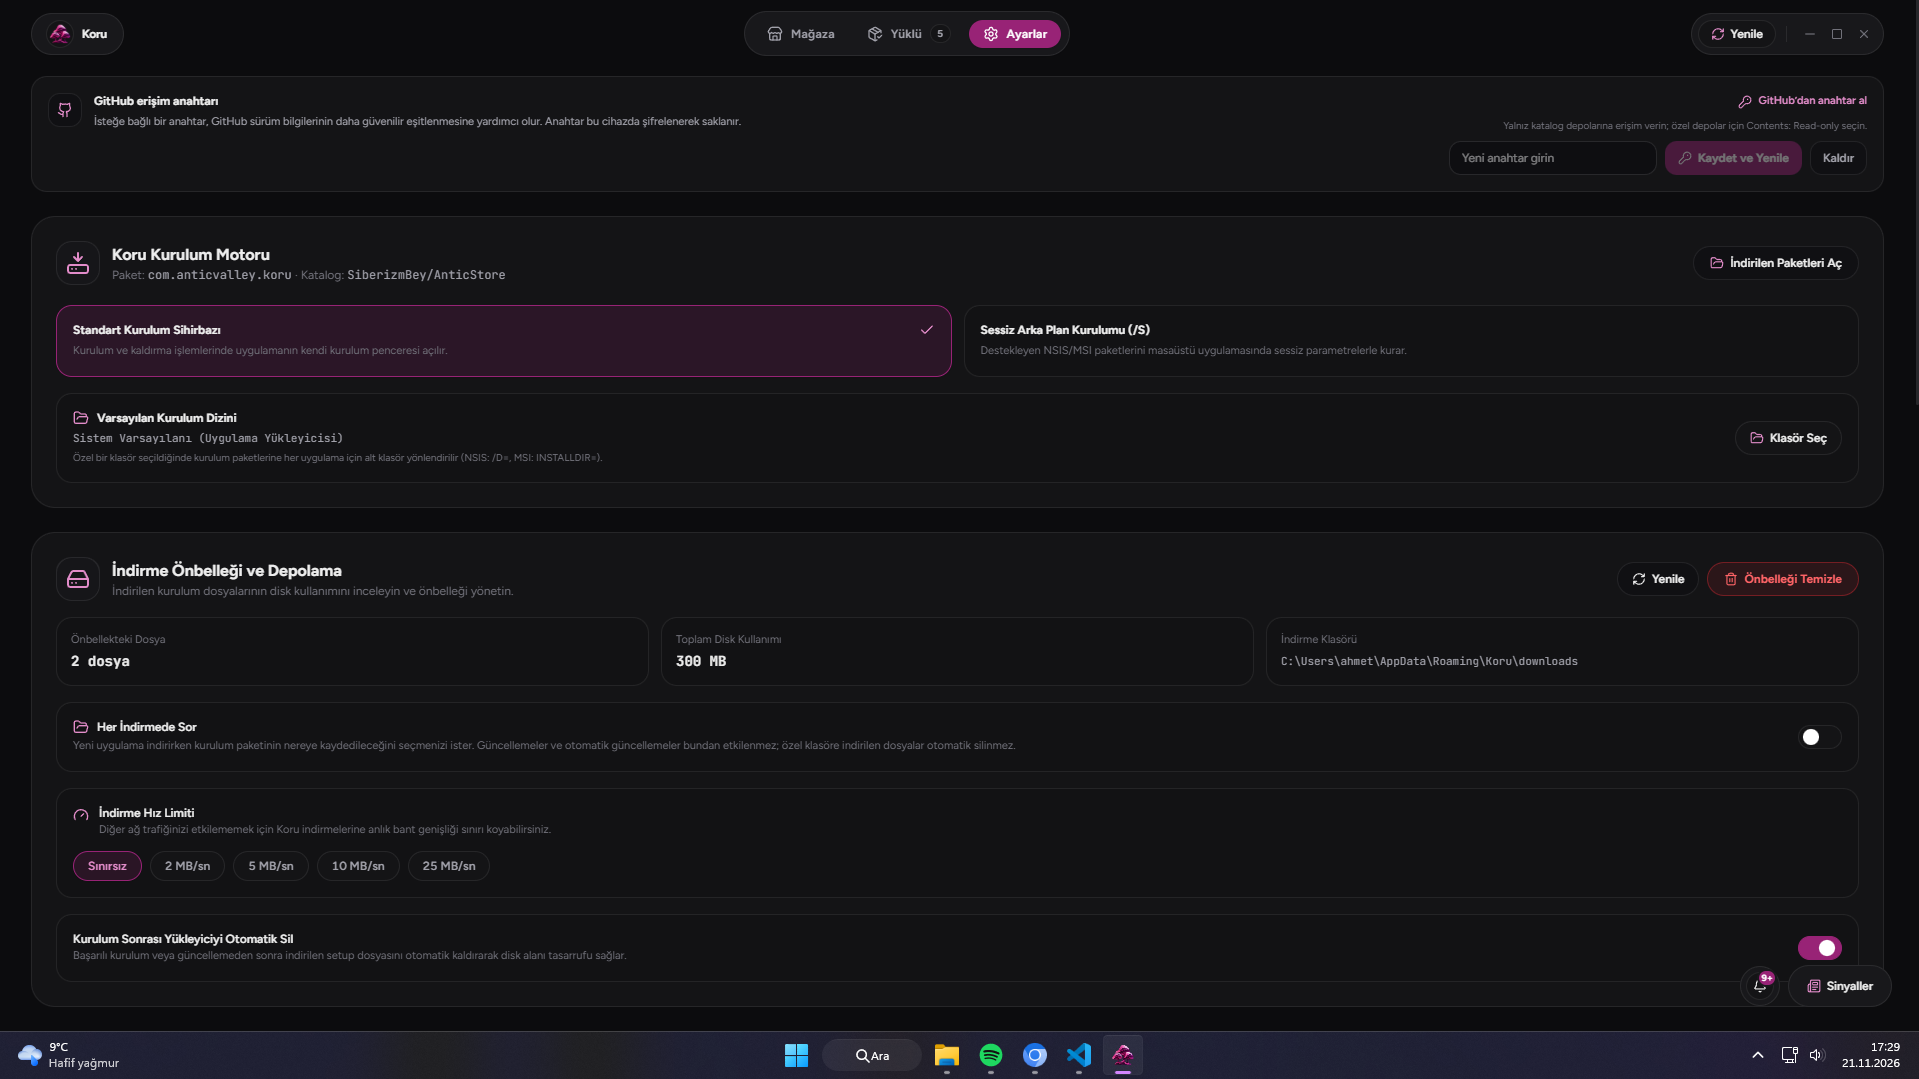 Koru
Mağaza
Yüklü 5
Ayarlar
Yenile
GitHub erişim anahtarı
İsteğe bağlı bir anahtar, GitHub sürüm bilgilerinin daha güvenilir eşitlenmesine yardımcı olur. Anahtar bu cihazda şifrelenerek saklanır.
GitHub'dan anahtar al
Yalnız katalog depolarına erişim verin; özel depolar için Contents: Read-only seçin.
Yeni anahtar girin
Kaydet ve Yenile
Kaldır
Koru Kurulum Motoru
Paket: com.anticvalley.koru · Katalog: SiberizmBey/AnticStore
İndirilen Paketleri Aç
Standart Kurulum Sihirbazı
Kurulum ve kaldırma işlemlerinde uygulamanın kendi kurulum penceresi açılır.
Sessiz Arka Plan Kurulumu (/S)
Destekleyen NSIS/MSI paketlerini masaüstü uygulamasında sessiz parametrelerle kurar.
Varsayılan Kurulum Dizini
Sistem Varsayılanı (Uygulama Yükleyicisi)
Özel bir klasör seçildiğinde kurulum paketlerine her uygulama için alt klasör yönlendirilir (NSIS: /D=, MSI: INSTALLDIR=).
Klasör Seç
İndirme Önbelleği ve Depolama
İndirilen kurulum dosyalarının disk kullanımını inceleyin ve önbelleği yönetin.
Yenile
Önbelleği Temizle
Önbellekteki Dosya
2 dosya
Toplam Disk Kullanımı
300 MB
İndirme Klasörü
C:\Users\ahmet\AppData\Roaming\Koru\downloads
Her İndirmede Sor
Yeni uygulama indirirken kurulum paketinin nereye kaydedileceğini seçmenizi ister. Güncellemeler ve otomatik güncellemeler bundan etkilenmez; özel klasöre indirilen dosyalar otomatik silinmez.
İndirme Hız Limiti
Diğer ağ trafiğinizi etkilememek için Koru indirmelerine anlık bant genişliği sınırı koyabilirsiniz.
Sınırsız
2 MB/sn
5 MB/sn
10 MB/sn
25 MB/sn
Kurulum Sonrası Yükleyiciyi Otomatik Sil
Başarılı kurulum veya güncellemeden sonra indirilen setup dosyasını otomatik kaldırarak disk alanı tasarrufu sağlar.
9+
Sinyaller
9°C
Hafif yağmur
Ara
17:29
21.11.2026